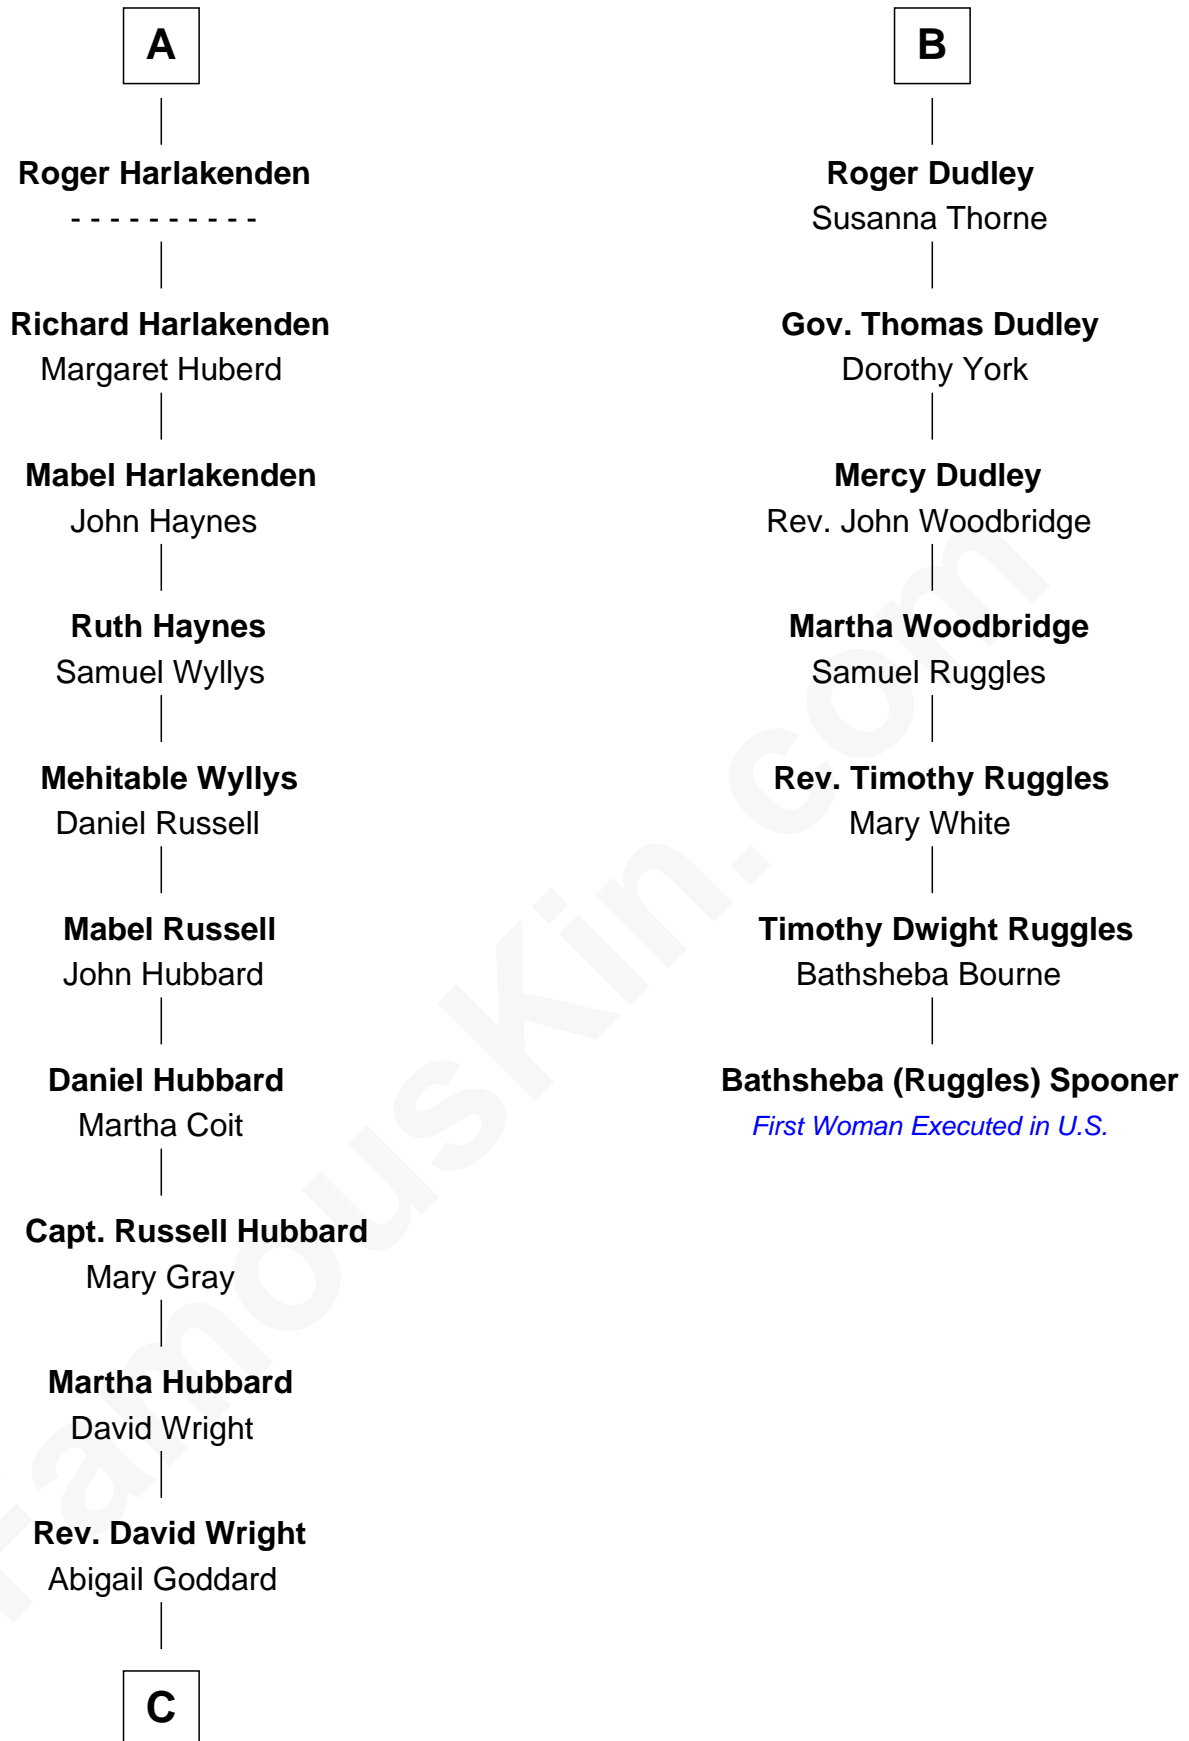 A
Roger Harlakenden
- - - - - - - - - -
Richard Harlakenden
Margaret Huberd
Mabel Harlakenden
John Haynes
Ruth Haynes
Samuel Wyllys
Mehitable Wyllys
Daniel Russell
Mabel Russell
John Hubbard
Daniel Hubbard
Martha Coit
Capt. Russell Hubbard
Mary Gray
Martha Hubbard
David Wright
Rev. David Wright
Abigail Goddard
C
B
Roger Dudley
Susanna Thorne
Gov. Thomas Dudley
Dorothy York
Mercy Dudley
Rev. John Woodbridge
Martha Woodbridge
Samuel Ruggles
Rev. Timothy Ruggles
Mary White
Timothy Dwight Ruggles
Bathsheba Bourne
Bathsheba (Ruggles) Spooner
First Woman Executed in U.S.
FamousKin.com